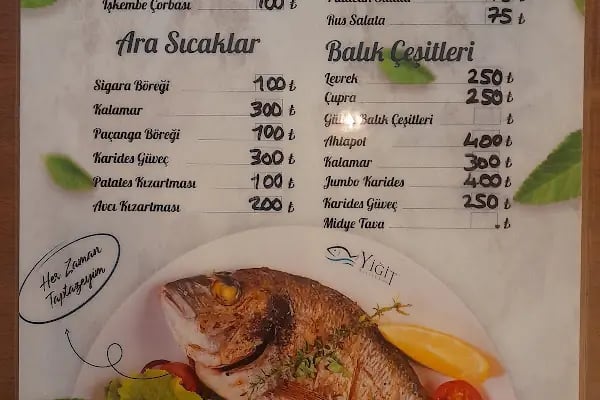 İşkembe Çorbası 100 ₺
Ara Sıcaklar
Sigara Böreği 100 ₺
Kalamar 300 ₺
Paçanga Böreği 100 ₺
Karides Güveç 300 ₺
Patates Kızartması 100 ₺
Avcı Kızartması 200 ₺
Salata 75 ₺
Rus Salata 75 ₺
Balık Çeşitleri
Levrek 250 ₺
Çupra 250 ₺
Balık Çeşitleri ₺
Ahtapot 400 ₺
Kalamar 300 ₺
Jumbo Karides 400 ₺
Karides Güveç 250 ₺
Midye Tava ₺
Her Zaman
Taptazeyim
YİĞİT